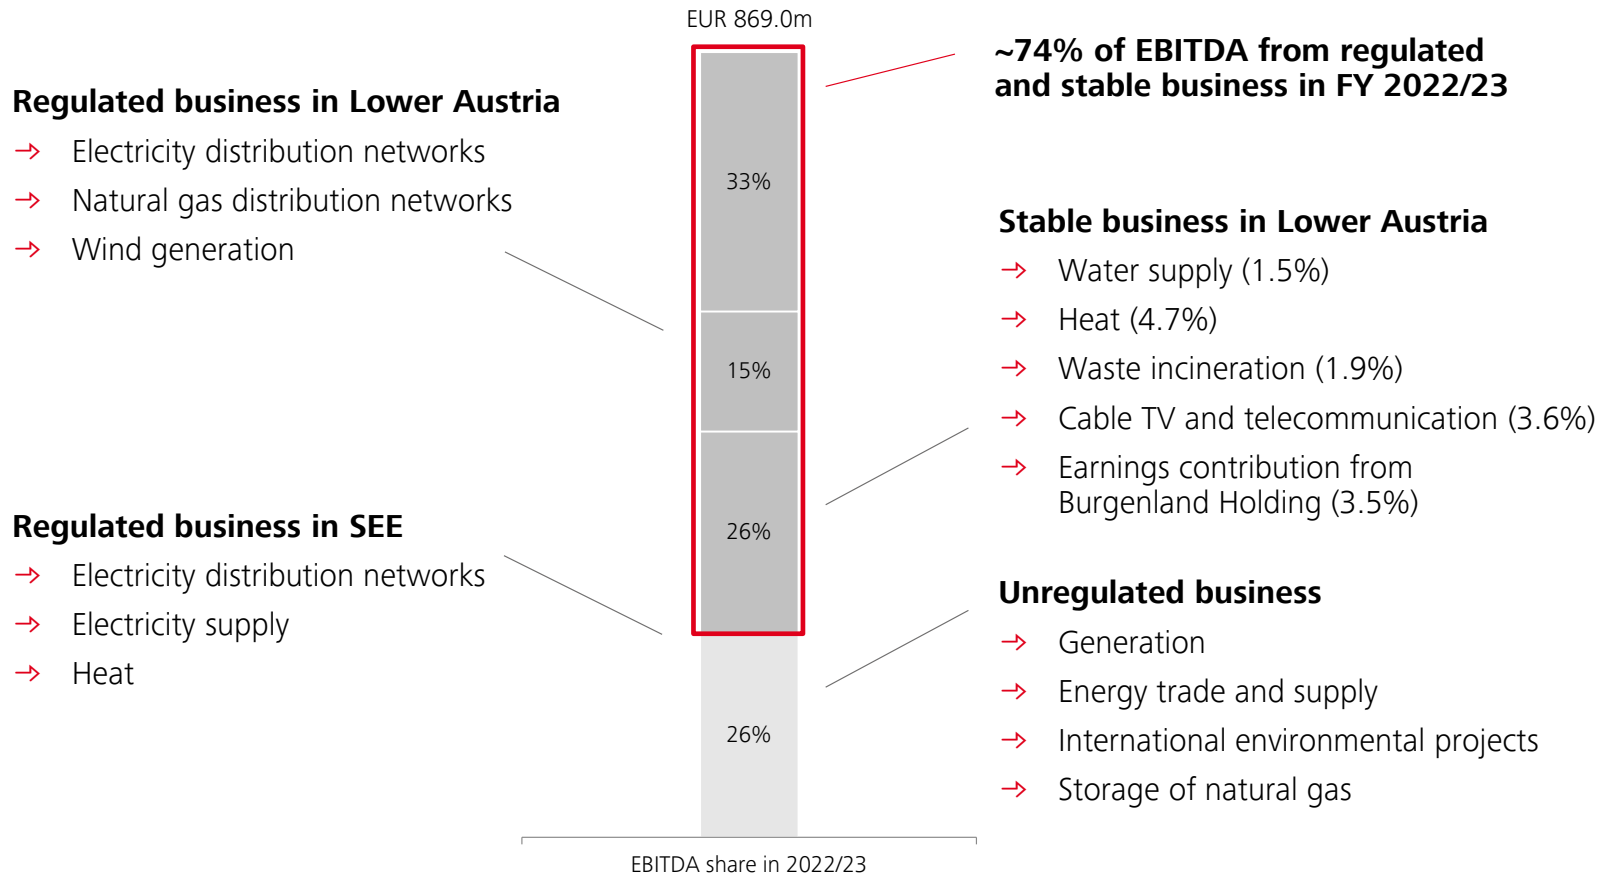 EUR 869.0m
~74% of EBITDA from regulated
and stable business in FY 2022/23
Regulated business in Lower Austria
→ Electricity distribution networks
→ Natural gas distribution networks
→ Wind generation
33%
15%
26%
26%
Stable business in Lower Austria
→ Water supply (1.5%)
→ Heat (4.7%)
→ Waste incineration (1.9%)
→ Cable TV and telecommunication (3.6%)
→ Earnings contribution from
Burgenland Holding (3.5%)
Regulated business in SEE
→ Electricity distribution networks
→ Electricity supply
→ Heat
Unregulated business
→ Generation
→ Energy trade and supply
→ International environmental projects
→ Storage of natural gas
EBITDA share in 2022/23